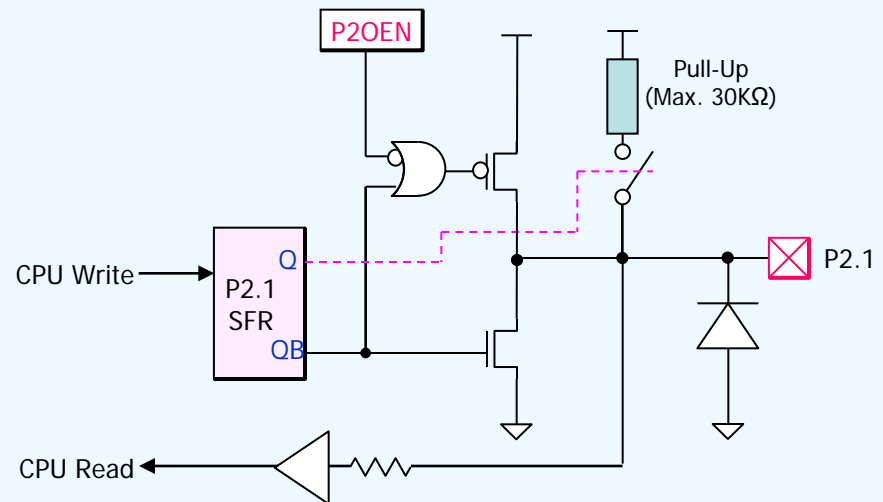 P2OEN
Pull-Up
(Max. 30KΩ)
Q
CPU Write
P2.1
P2.1
SFR
QB
CPU Read